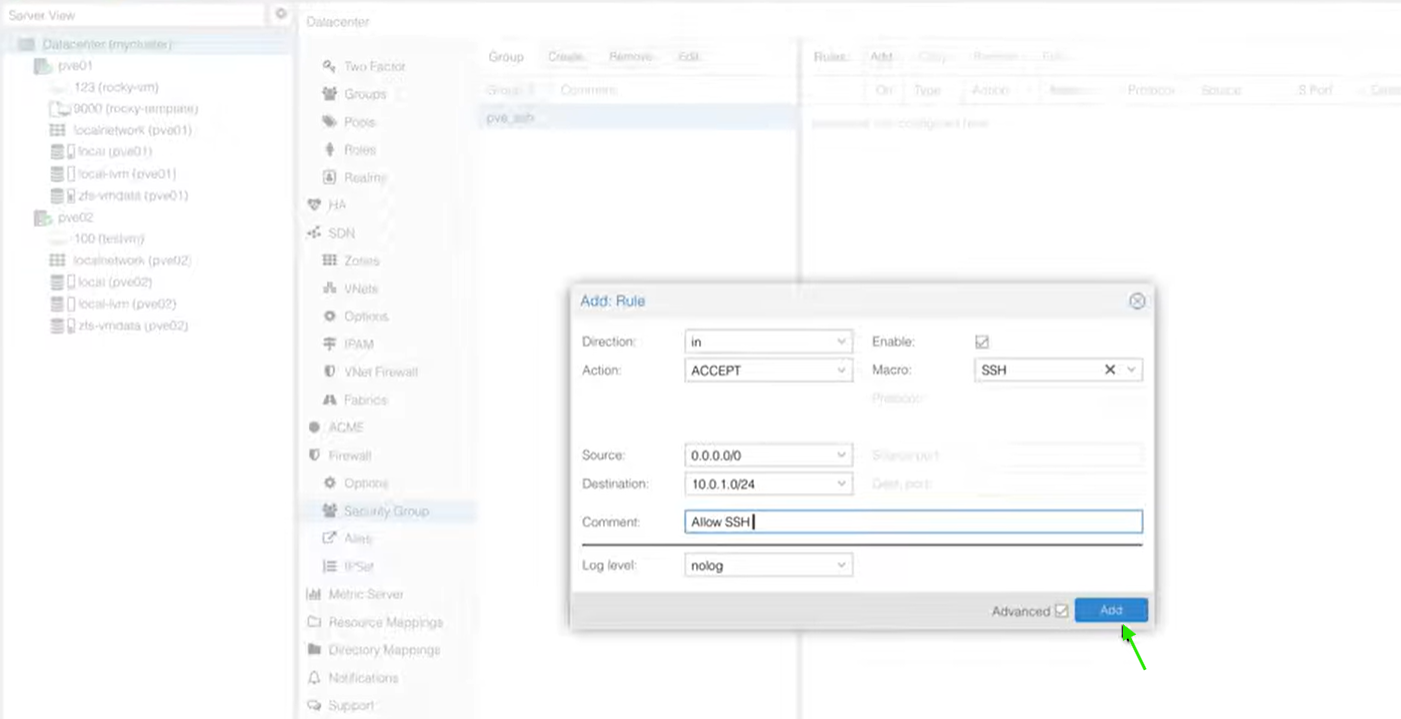 Server View
Datacenter (mycluster)
pve01
123 (rocky-vm)
9000 (rocky-template)
localnetwork (pve01)
local (pve01)
local-lvm (pve01)
zfs-vmdata (pve01)
pve02
100 (testvm)
localnetwork (pve02)
local (pve02)
local-lvm (pve02)
zfs-vmdata (pve02)
Datacenter
Two Factor
Groups
Pools
Roles
Realms
HA
SDN
Zones
VNets
Options
IPAM
VNet Firewall
Fabrics
ACME
Firewall
Options
Security Group
Alias
IPSet
Metric Server
Resource Mappings
Directory Mappings
Notifications
Support
Group Create Remove Edit
Group Comment
pve_ssh
Rules: Add Copy Remove Edit
On Type Action Protocol Source S.Port
Add: Rule
Direction: in Enable:
Action: ACCEPT Macro: SSH
Protocol:
Source: 0.0.0.0/0 Source port:
Destination: 10.0.1.0/24 Dest. port:
Comment: Allow SSH
Log level: nolog
Advanced Add